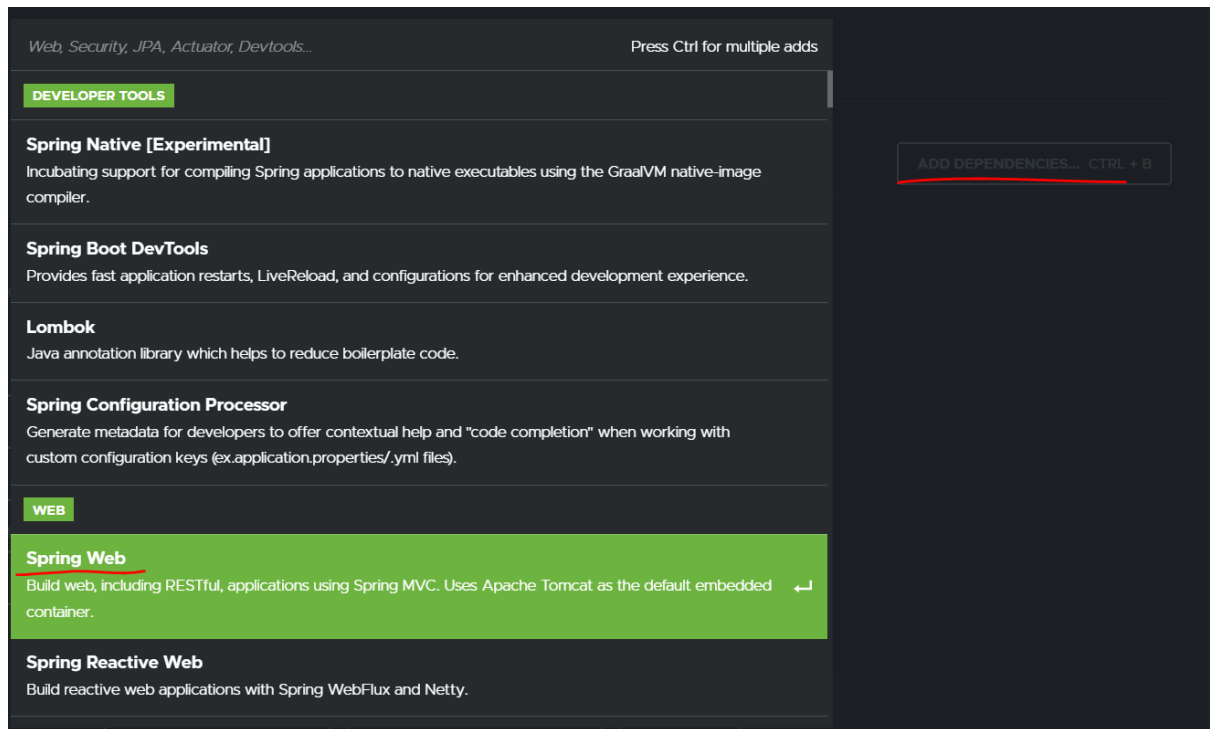 Web, Security, JPA, Actuator, Devtools... Press Ctrl for multiple adds
DEVELOPER TOOLS
Spring Native [Experimental]
Incubating support for compiling Spring applications to native executables using the GraalVM native-image
compiler.
ADD DEPENDENCIES... CTRL + B
Spring Boot DevTools
Provides fast application restarts, LiveReload, and configurations for enhanced development experience.
Lombok
Java annotation library which helps to reduce boilerplate code.
Spring Configuration Processor
Generate metadata for developers to offer contextual help and "code completion" when working with
custom configuration keys (ex.application.properties/.yml files).
WEB
Spring Web
Build web, including RESTful, applications using Spring MVC. Uses Apache Tomcat as the default embedded
container.
Spring Reactive Web
Build reactive web applications with Spring WebFlux and Netty.